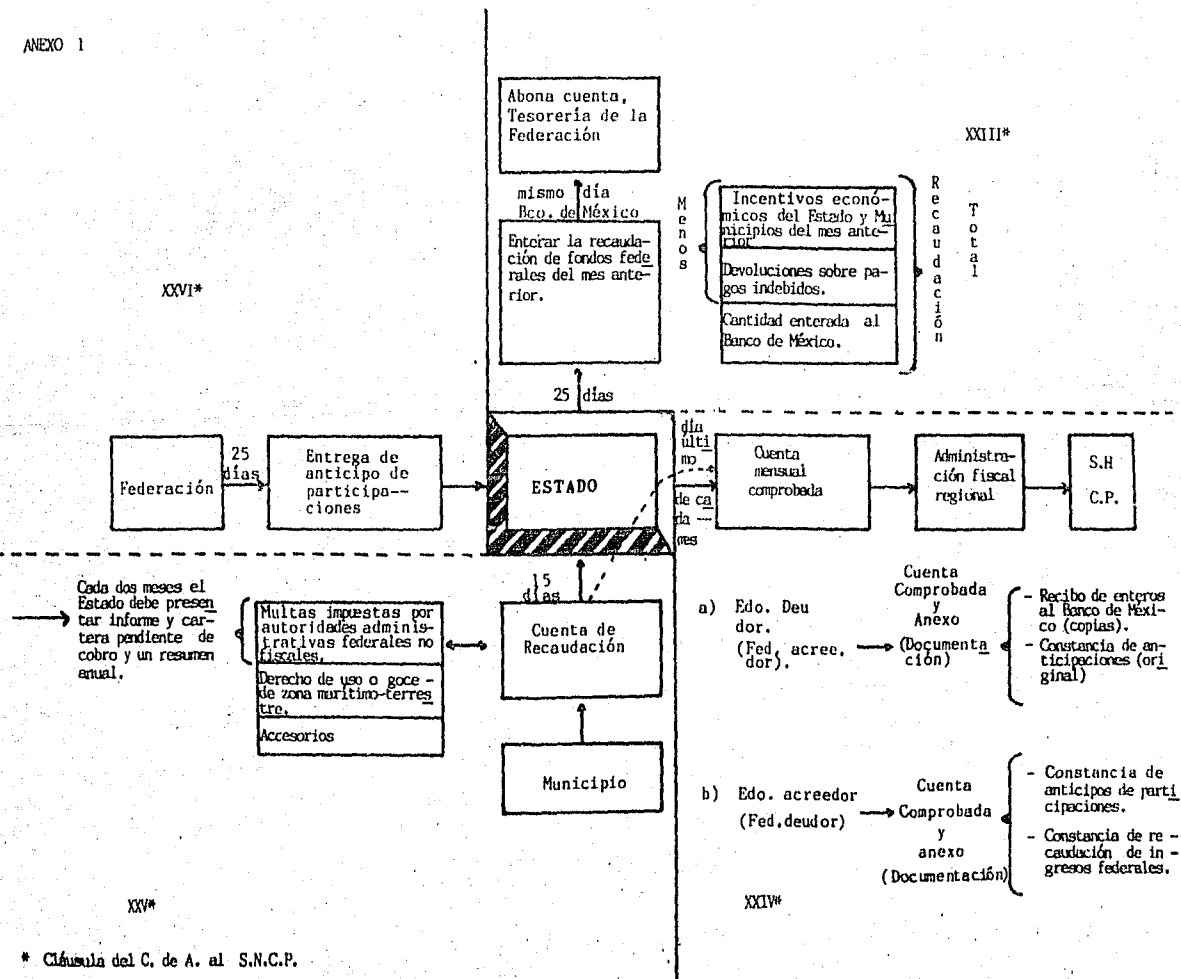 ANEXO 1
Abona cuenta,
Tesorería de la
Federación
mismo día
Bco. de México
Enterar la recauda-
ción de fondos fede
rales del mes ante-
rior.
25 días
XXIII*
Menos
Incentivos econó-
micos del Estado y Mu
nicipios del mes ante-
rior
Devoluciones sobre pa-
gos indebidos.
Cantidad enterada al
Banco de México.
Recaudación
Total
XXVI*
Federación
25
días
Entrega de
anticipo de
participa--
ciones
ESTADO
día
últi
mo
de ca
da --
mes
Cuenta
mensual
comprobada
Administra-
ción fiscal
regional
S.H
C.P.
Cada dos meses el
Estado debe presen
tar informe y car-
tera pendiente de
cobro y un resumen
anual.
Multas impuestas por
autoridades adminis-
trativas federales no
fiscales.
Derecho de uso o goce -
de zona marítimo-terres
tre.
Accesorios
15
días
Cuenta de
Recaudación
Municipio
XXV*
a) Edo. Deu
dor.
(Fed. acree.
dor).
Cuenta
Comprobada
y
Anexo
(Documenta
ción)
- Recibo de enteros
al Banco de Méxi-
co (copias).
- Constancia de an-
ticipaciones (ori
ginal)
b) Edo. acreedor
(Fed.deudor)
Cuenta
Comprobada
y
anexo
(Documentación)
- Constancia de
anticipos de parti
cipaciones.
- Constancia de re -
caudación de in -
gresos federales.
XXIV*
* Cláusula del C. de A. al S.N.C.P.